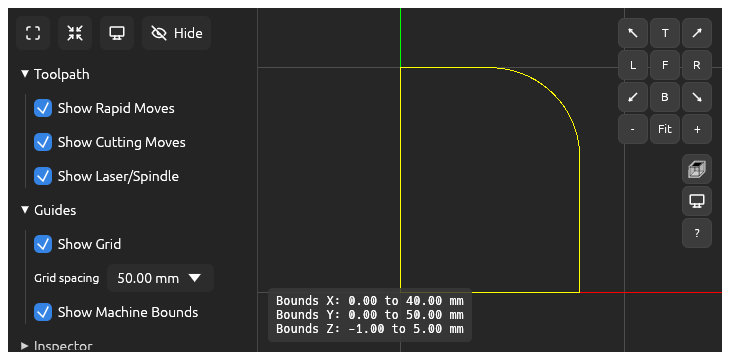 Hide
Toolpath
Show Rapid Moves
Show Cutting Moves
Show Laser/Spindle
Guides
Show Grid
Grid spacing 50.00 mm
Show Machine Bounds
Inspector
T
L F R
B
- Fit +
?
Bounds X: 0.00 to 40.00 mm
Bounds Y: 0.00 to 50.00 mm
Bounds Z: -1.00 to 5.00 mm